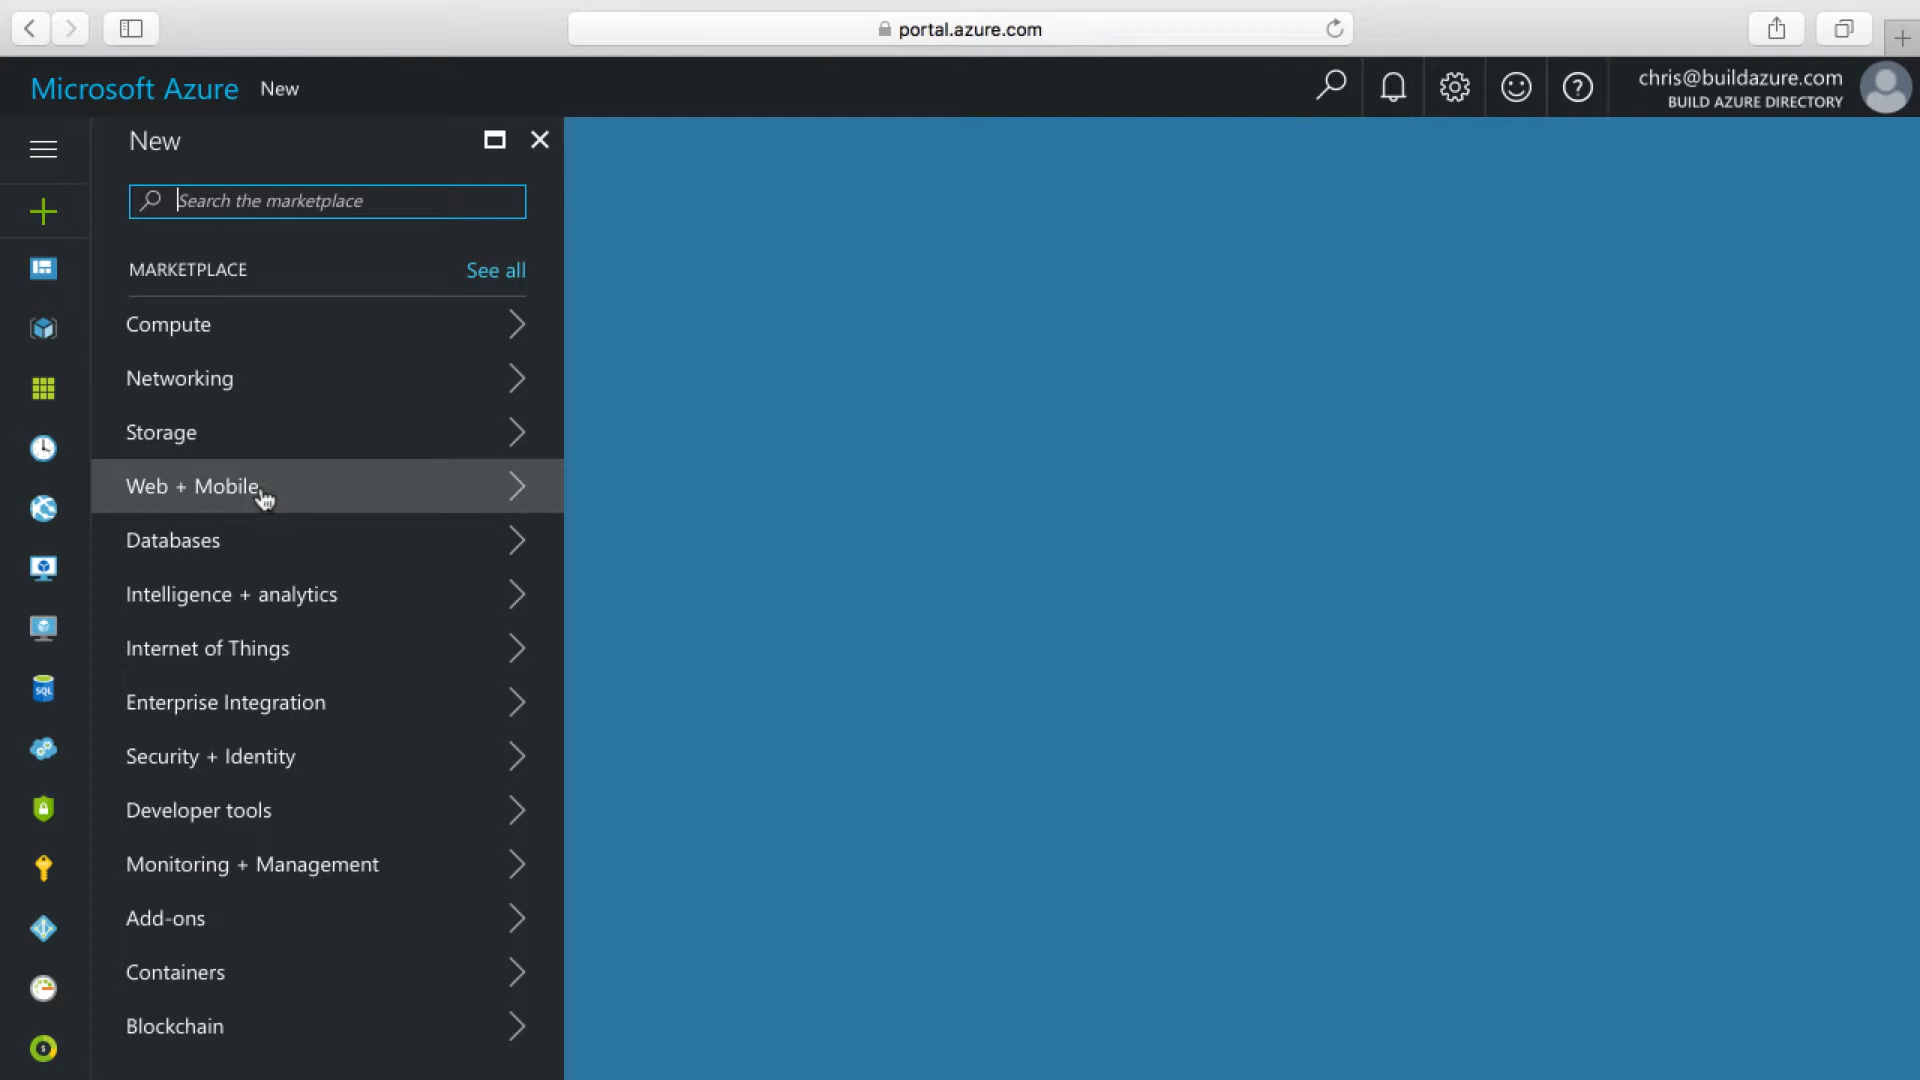 portal.azure.com
Microsoft Azure New
chris@buildazure.com
BUILD AZURE DIRECTORY
New
Search the marketplace
MARKETPLACE See all
Compute
Networking
Storage
Web + Mobile
Databases
Intelligence + analytics
Internet of Things
Enterprise Integration
Security + Identity
Developer tools
Monitoring + Management
Add-ons
Containers
Blockchain
SQL